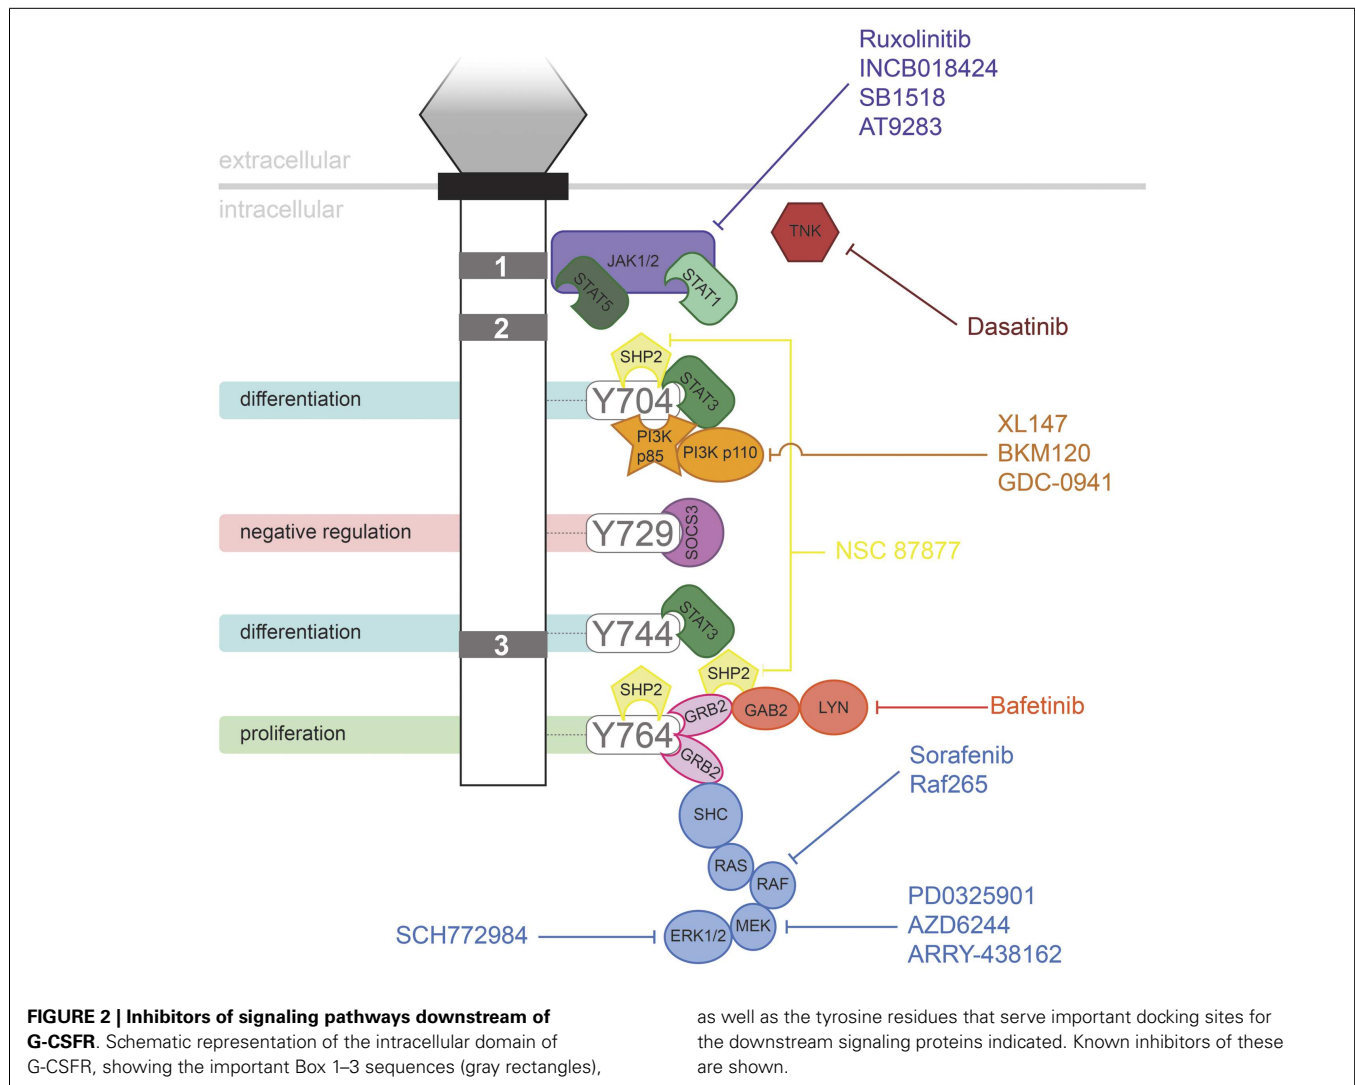 Ruxolinitib
INCB018424
SB1518
AT9283
extracellular
intracellular
TNK
1
JAK1/2
STAT5
STAT1
2
Dasatinib
SHP2
differentiation
Y704
STAT3
PI3K
p85
PI3K p110
XL147
BKM120
GDC-0941
negative regulation
Y729
SOCS3
NSC 87877
differentiation
3
Y744
STAT3
SHP2
SHP2
GRB2
GAB2
LYN
Bafetinib
proliferation
Y764
GRB2
Sorafenib
Raf265
SHC
RAS
RAF
PD0325901
AZD6244
ARRY-438162
SCH772984
ERK1/2
MEK
FIGURE 2 | Inhibitors of signaling pathways downstream of
G-CSFR. Schematic representation of the intracellular domain of
G-CSFR, showing the important Box 1–3 sequences (gray rectangles),
as well as the tyrosine residues that serve important docking sites for
the downstream signaling proteins indicated. Known inhibitors of these
are shown.